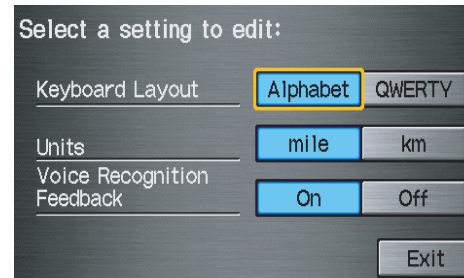 Select a setting to edit:
Keyboard Layout Alphabet QWERTY
Units mile km
Voice Recognition
Feedback On Off
Exit